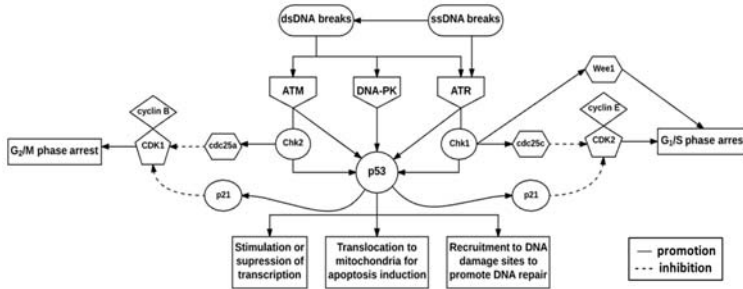 dsDNA breaks
ssDNA breaks
ATM
DNA-PK
ATR
Wee1
cyclin B
cyclin E
G2/M phase arrest
CDK1
cdc25a
Chk2
Chk1
cdc25c
CDK2
G1/S phase arrest
p53
p21
p21
Stimulation or
supression of
transcription
Translocation to
mitochondria for
apoptosis induction
Recruitment to DNA
damage sites to
promote DNA repair
promotion
inhibition